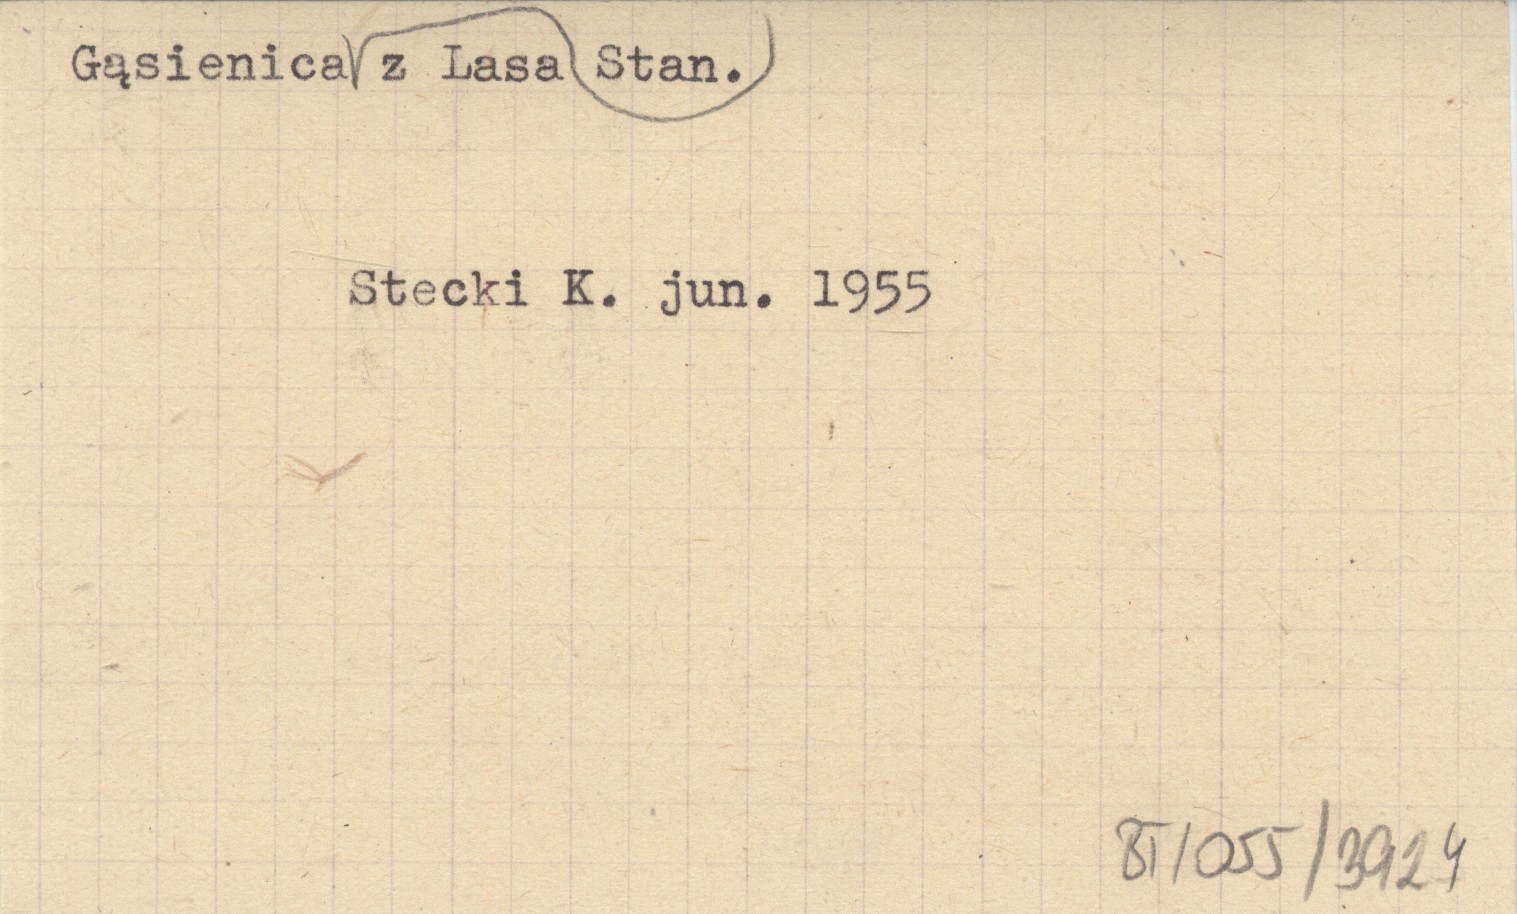 Gąsienica z Lasa Stan.
Stecki K. jun. 1955
BT/055/3924